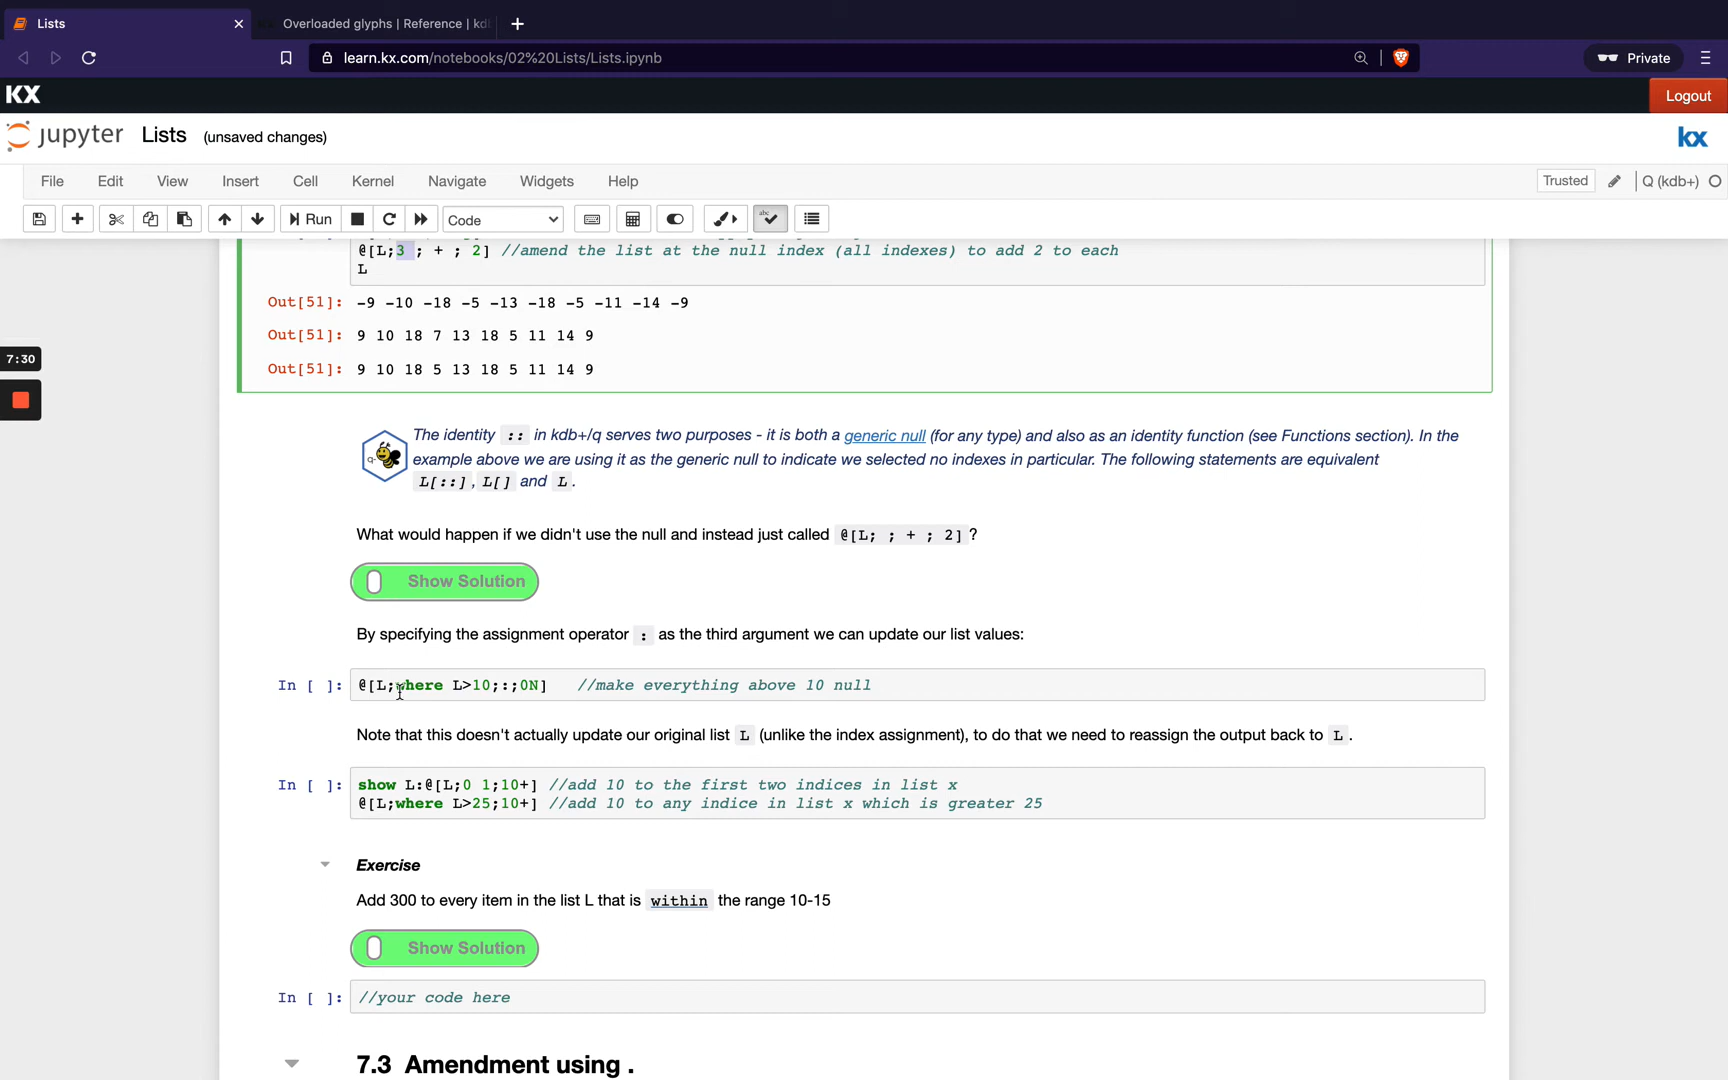 Lists
Overloaded glyphs | Reference | kd
learn.kx.com/notebooks/02%20Lists/Lists.ipynb
Private
KX
Logout
jupyter Lists (unsaved changes)
kx
File Edit View Insert Cell Kernel Navigate Widgets Help
Trusted Q (kdb+)
Run Code
@[L;3 ; + ; 2] //amend the list at the null index (all indexes) to add 2 to each
L
Out[51]: -9 -10 -18 -5 -13 -18 -5 -11 -14 -9
Out[51]: 9 10 18 7 13 18 5 11 14 9
Out[51]: 9 10 18 5 13 18 5 11 14 9
7:30
The identity :: in kdb+/q serves two purposes - it is both a generic null (for any type) and also as an identity function (see Functions section). In the
example above we are using it as the generic null to indicate we selected no indexes in particular. The following statements are equivalent
L[::], L[] and L.
What would happen if we didn't use the null and instead just called @[L; ; + ; 2]?
Show Solution
By specifying the assignment operator : as the third argument we can update our list values:
In [ ]: @[L;where L>10;:;0N] //make everything above 10 null
Note that this doesn't actually update our original list L (unlike the index assignment), to do that we need to reassign the output back to L.
In [ ]: show L:@[L;0 1;10+] //add 10 to the first two indices in list x
@[L;where L>25;10+] //add 10 to any indice in list x which is greater 25
Exercise
Add 300 to every item in the list L that is within the range 10-15
Show Solution
In [ ]: //your code here
7.3 Amendment using .